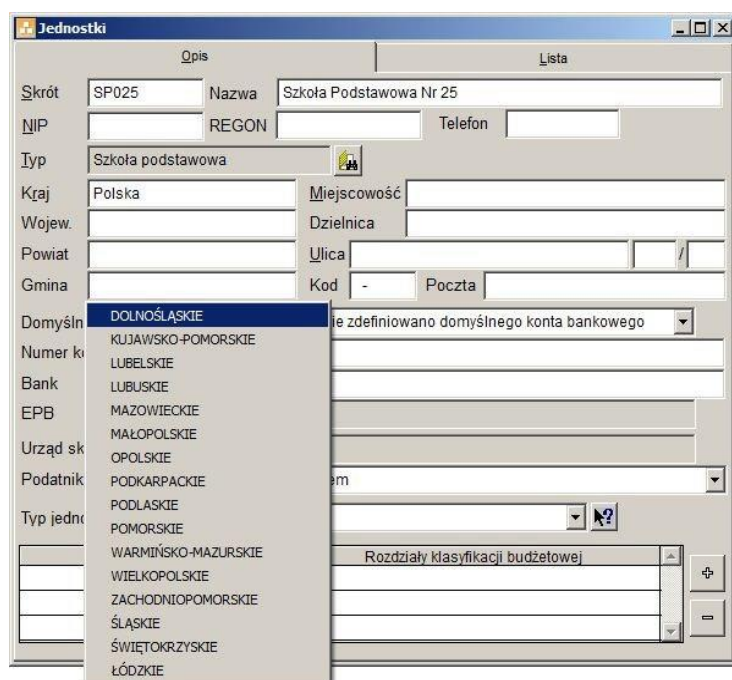 Jednostki
Opis Lista
Skrót SP025 Nazwa Szkoła Podstawowa Nr 25
NIP REGON Telefon
Typ Szkoła podstawowa
Kraj Polska Miejscowość
Wojew. Dzielnica
Powiat Ulica /
Gmina Kod - Poczta
Domyśln ie zdefiniowano domyślnego konta bankowego
Numer k
Bank
EPB
Urząd sk
Podatnik em
Typ jedno
Rozdziały klasyfikacji budżetowej
DOLNOŚLĄSKIE
KUJAWSKO-POMORSKIE
LUBELSKIE
LUBUSKIE
MAZOWIECKIE
MAŁOPOLSKIE
OPOLSKIE
PODKARPACKIE
PODLASKIE
POMORSKIE
WARMIŃSKO-MAZURSKIE
WIELKOPOLSKIE
ZACHODNIOPOMORSKIE
ŚLĄSKIE
ŚWIĘTOKRZYSKIE
ŁÓDZKIE